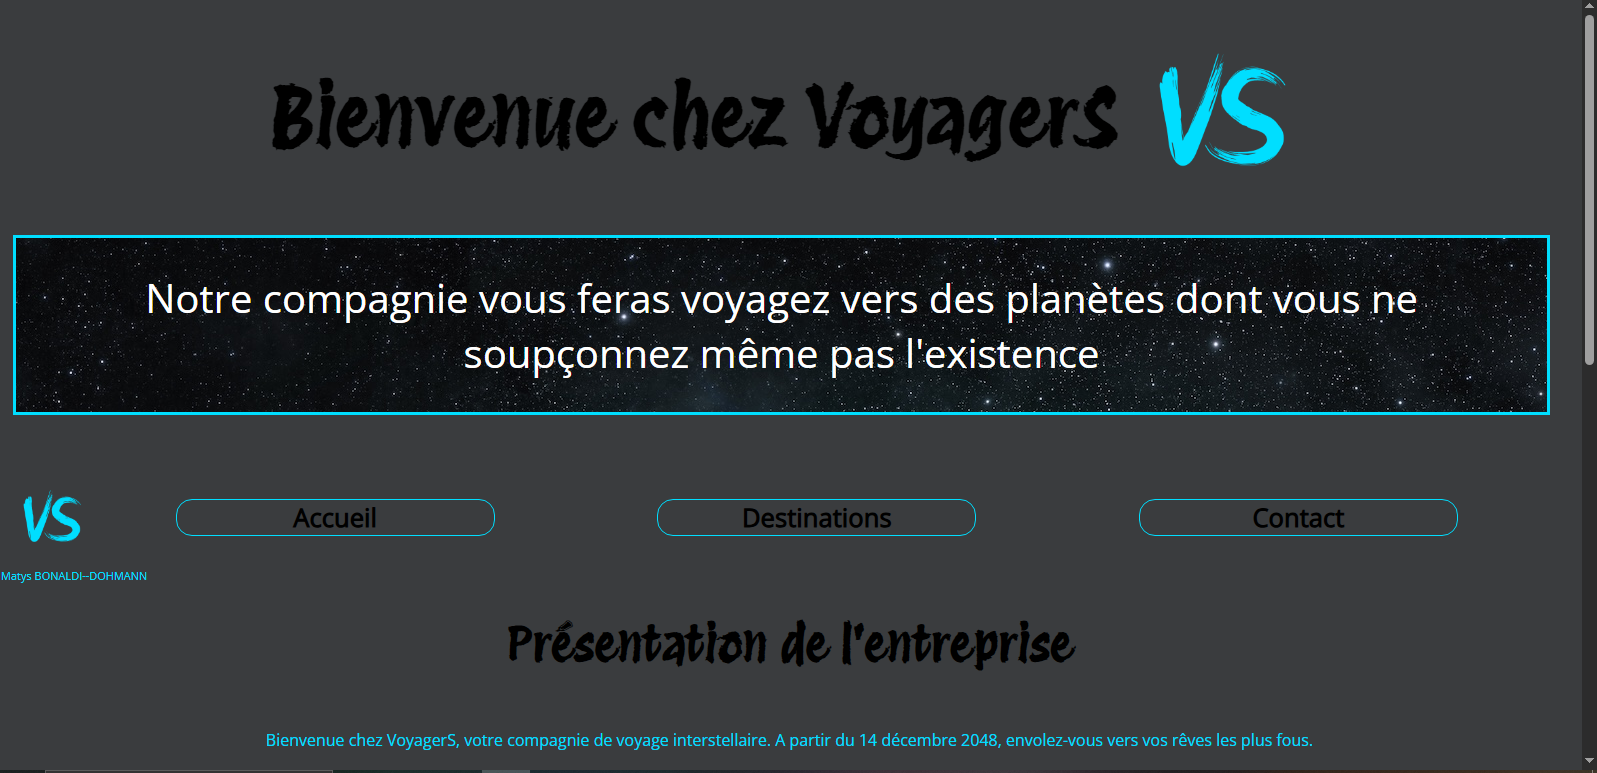 Bienvenue chez VoyagerS VS
Notre compagnie vous feras voyagez vers des planètes dont vous ne
soupçonnez même pas l'existence
VS Accueil Destinations Contact
Matys BONALDI--DOHMANN
Présentation de l'entreprise
Bienvenue chez VoyagerS, votre compagnie de voyage interstellaire. A partir du 14 décembre 2048, envolez-vous vers vos rêves les plus fous.